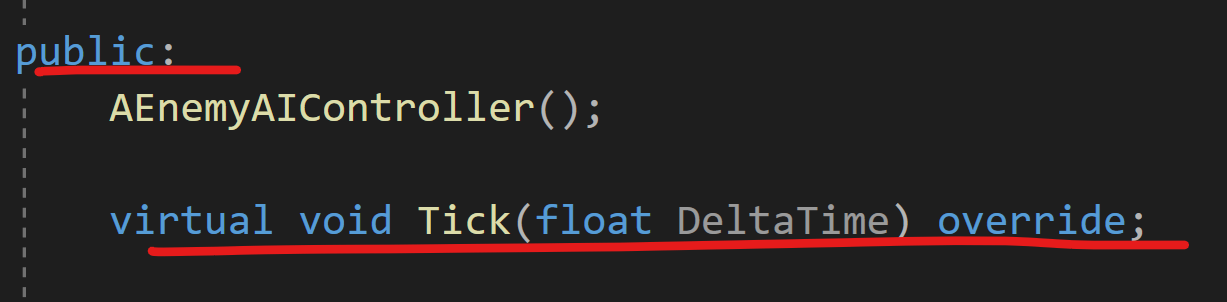 public:
AEnemyAIController();
virtual void Tick(float DeltaTime) override;